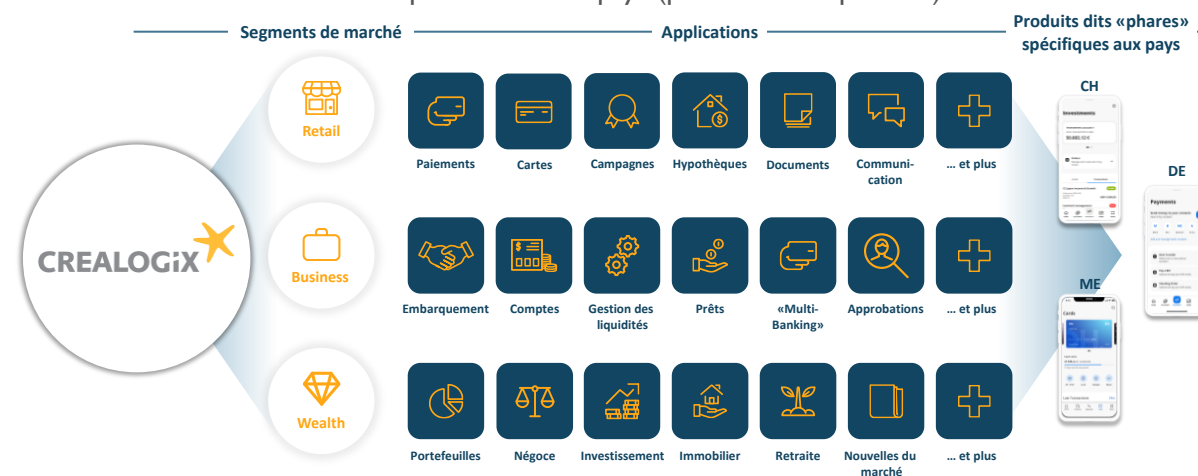 Segments de marché
Applications
Produits dits «phares»
spécifiques aux pays
CREALOGiX
Retail
Paiements
Cartes
Campagnes
Hypothèques
Documents
Communi-
cation
... et plus
Business
Embarquement
Comptes
Gestion des
liquidités
Prêts
«Multi-
Banking»
Approbations
... et plus
Wealth
Portefeuilles
Négoce
Investissement
Immobilier
Retraite
Nouvelles du
marché
... et plus
CH
Investments
DE
Payments
ME
Cards